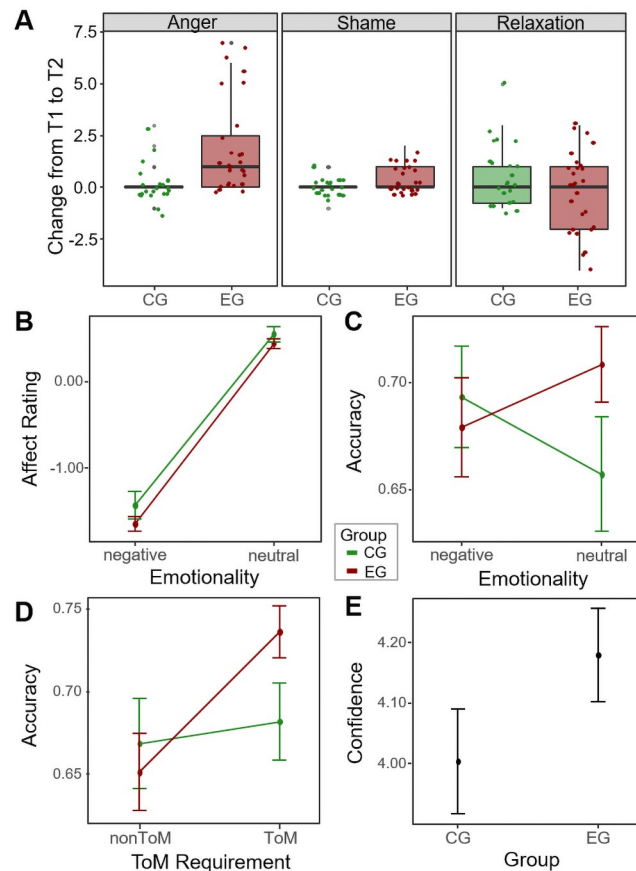 A
Anger Shame Relaxation
Change from T1 to T2
7.5
5.0
2.5
0.0
-2.5
CG EG CG EG CG EG
B
Affect Rating
0.00
-1.00
negative neutral
Emotionality
C
Accuracy
0.70
0.65
negative neutral
Emotionality
Group
CG
EG
D
Accuracy
0.75
0.70
0.65
nonToM ToM
ToM Requirement
E
Confidence
4.20
4.10
4.00
CG EG
Group